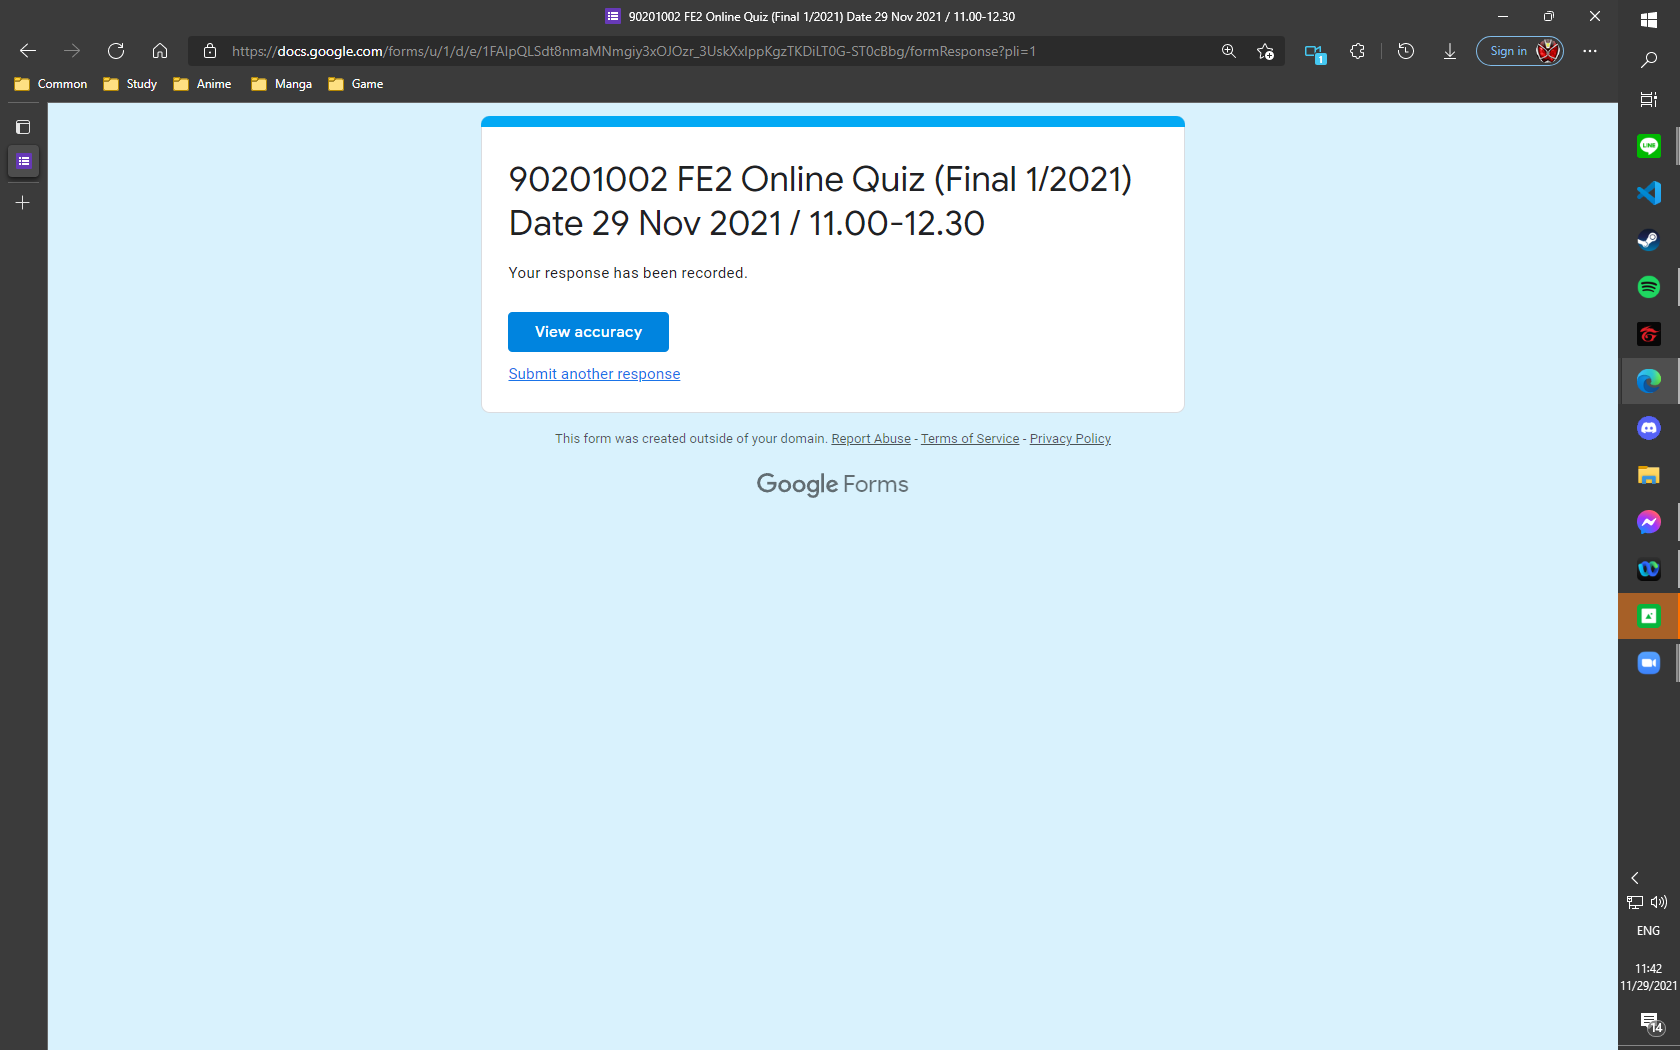 90201002 FE2 Online Quiz (Final 1/2021) Date 29 Nov 2021 / 11.00-12.30
https://docs.google.com/forms/u/1/d/e/1FAIpQLSdt8nmaMNmgiy3xOJOzr_3UskXxIppKgzTKDiLT0G-ST0cBbg/formResponse?pli=1
1
Sign in
Common Study Anime Manga Game
90201002 FE2 Online Quiz (Final 1/2021)
Date 29 Nov 2021 / 11.00-12.30
Your response has been recorded.
View accuracy
Submit another response
This form was created outside of your domain. Report Abuse - Terms of Service - Privacy Policy
Google Forms
LINE
ENG
11:42
11/29/2021
14